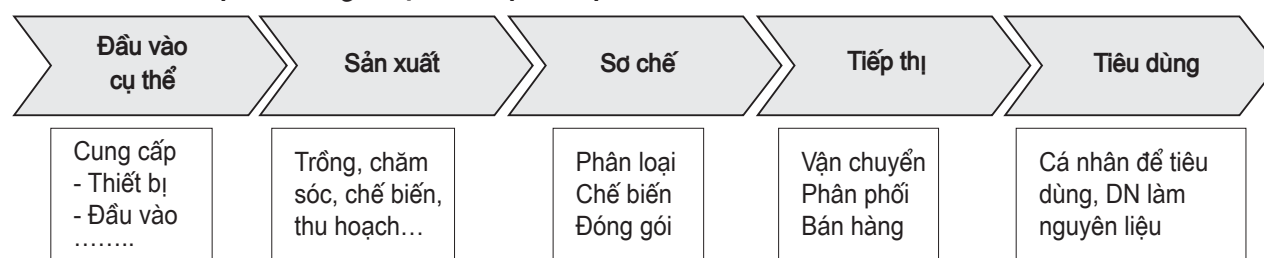 Đầu vào
cụ thể
Sản xuất
Sơ chế
Tiếp thị
Tiêu dùng
Cung cấp
- Thiết bị
- Đầu vào
……..
Trồng, chăm
sóc, chế biến,
thu hoạch…
Phân loại
Chế biến
Đóng gói
Vận chuyển
Phân phối
Bán hàng
Cá nhân để tiêu
dùng, DN làm
nguyên liệu